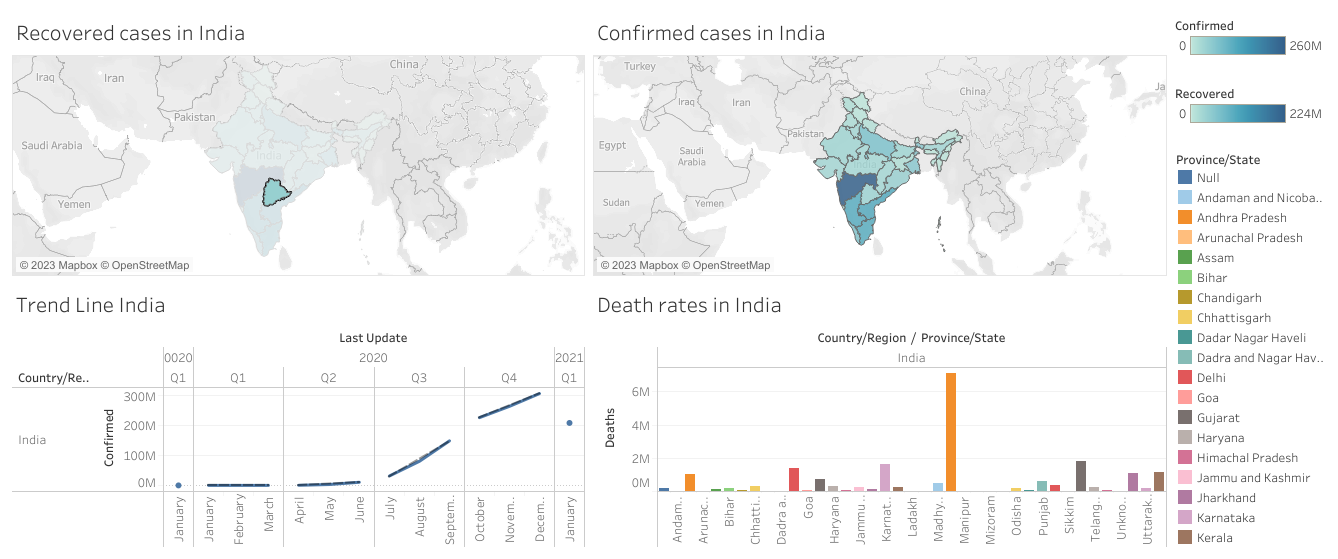 Recovered cases in India
China
Iraq
Iran
Pakistan
Saudi Arabia
India
Yemen
© 2023 Mapbox © OpenStreetMap
Confirmed cases in India
Turkey
China
Iraq
Iran
Ja
Pakistan
Egypt
Saudi
Arabia
Sudan
Yemen
© 2023 Mapbox © OpenStreetMap
Confirmed
0
260M
Recovered
0
224M
Province/State
Null
Andaman and Nicoba..
Andhra Pradesh
Arunachal Pradesh
Assam
Bihar
Chandigarh
Chhattisgarh
Dadar Nagar Haveli
Dadra and Nagar Hav..
Delhi
Goa
Gujarat
Haryana
Himachal Pradesh
Jammu and Kashmir
Jharkhand
Karnataka
Kerala
Trend Line India
Last Update
0020 2020 2021
Country/Re.. Q1 Q1 Q2 Q3 Q4 Q1
India
Confirmed
300M
200M
100M
0M
January January February March April May June July August Septem.. October Novem.. Decem.. January
Death rates in India
Country/Region / Province/State
India
Deaths
6M
4M
2M
0M
Andam.. Arunac.. Bihar Chhatti.. Dadra a.. Goa Haryana Jammu .. Karnat.. Ladakh Madhy.. Manipur Mizoram Odisha Punjab Sikkim Telang.. Unkno.. Uttarak..